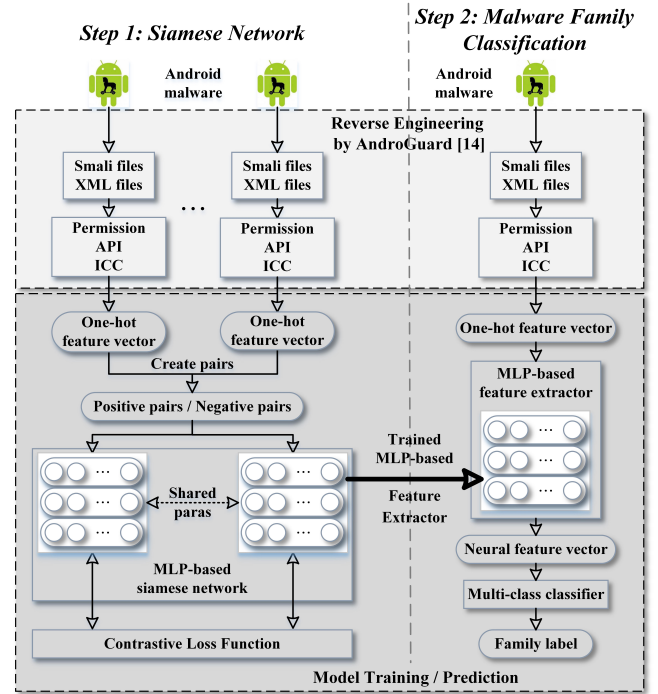 Step 1: Siamese Network
Step 2: Malware Family
Classification
Android
malware
Android
malware
Reverse Engineering
by AndroGuard [14]
Smali files
XML files
Smali files
XML files
Smali files
XML files
...
Permission
API
ICC
Permission
API
ICC
Permission
API
ICC
One-hot
feature vector
One-hot
feature vector
One-hot feature vector
Create pairs
Positive pairs / Negative pairs
MLP-based
feature extractor
...
...
...
Shared
paras
...
...
...
MLP-based
siamese network
Trained
MLP-based
Feature
Extractor
...
...
...
Neural feature vector
Multi-class classifier
Family label
Contrastive Loss Function
Model Training / Prediction